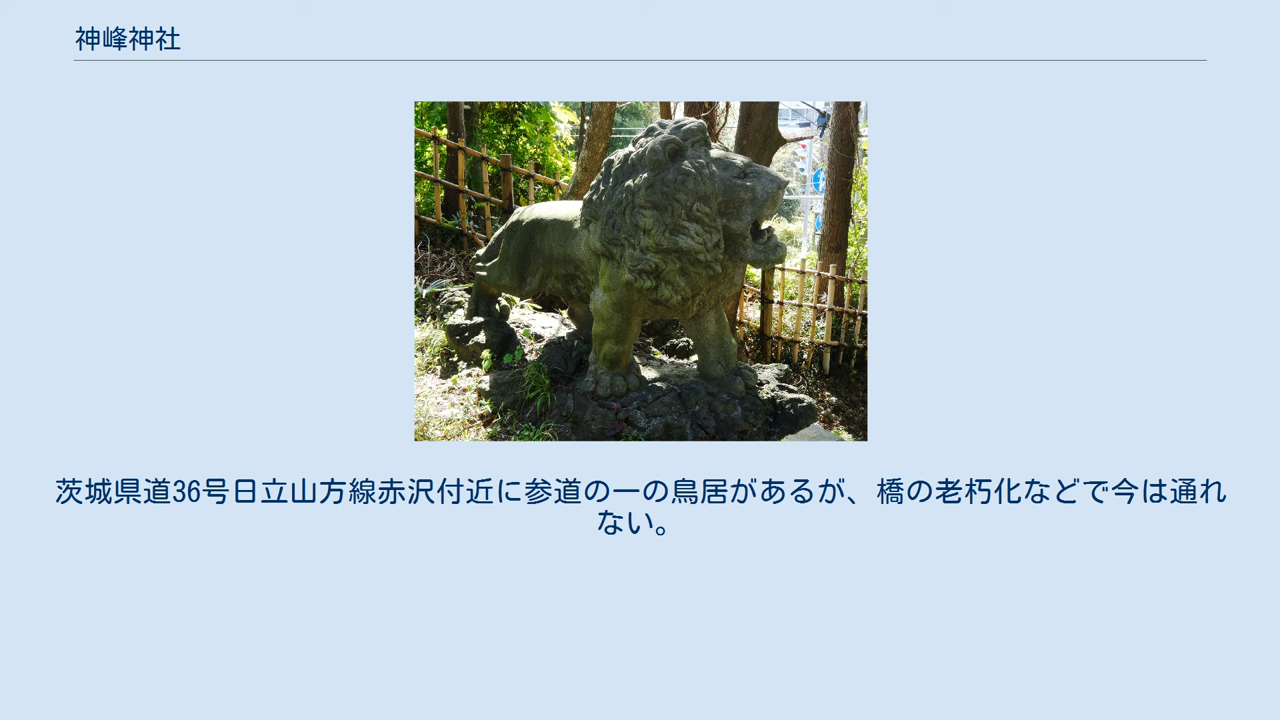 神峰神社
茨城県道36号日立山方線赤沢付近に参道の一の鳥居があるが、橋の老朽化などで今は通れ
ない。